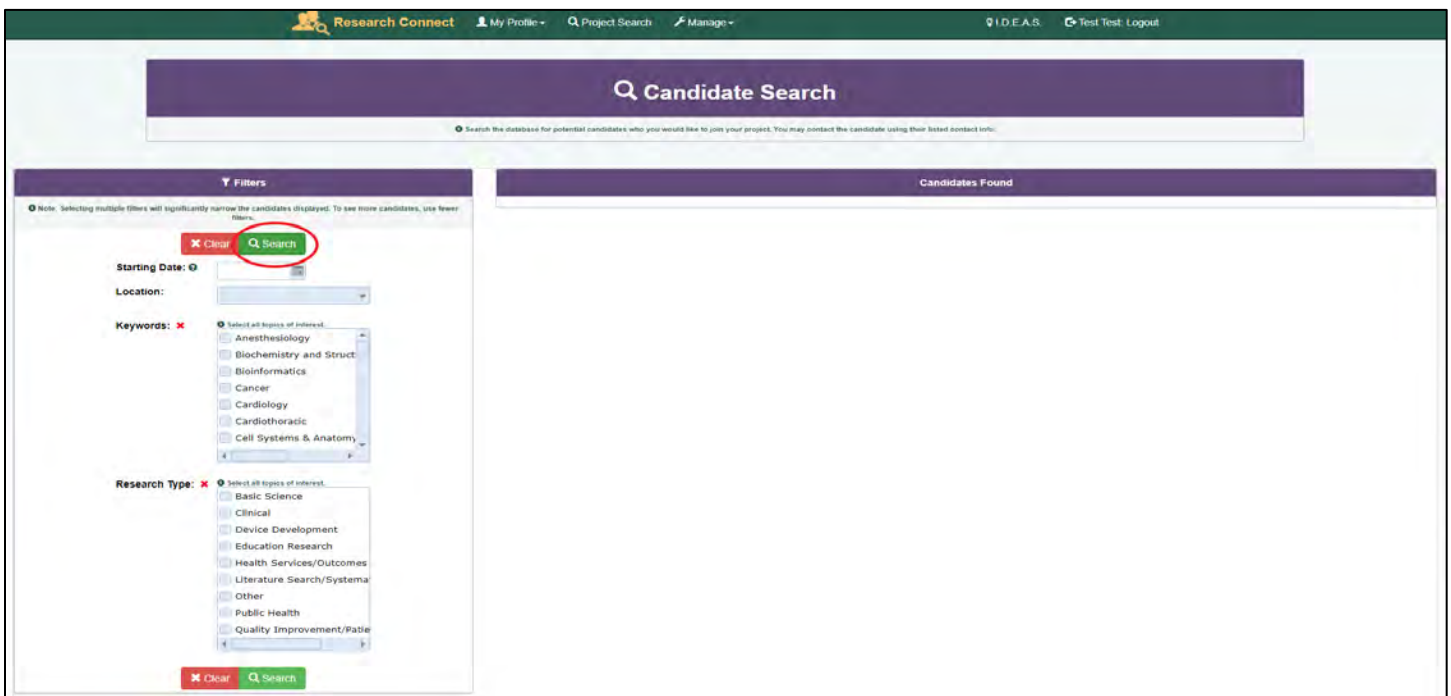 Research Connect My Profile Project Search Manage I.D.E.A.S. Test Test: Logout
Candidate Search
Search the database for potential candidates who you would like to join your project. You may contact the candidate using their listed contact info.
Filters
Note: Selecting multiple filters will significantly narrow the candidates displayed. To see more candidates, use fewer
filters.
Clear Search
Starting Date:
Location:
Keywords:
Select all topics of interest.
Anesthesiology
Biochemistry and Struct
Bioinformatics
Cancer
Cardiology
Cardiothoracic
Cell Systems & Anatomy
Research Type:
Select all topics of interest.
Basic Science
Clinical
Device Development
Education Research
Health Services/Outcomes
Literature Search/Systema
Other
Public Health
Quality Improvement/Patie
Clear Search
Candidates Found